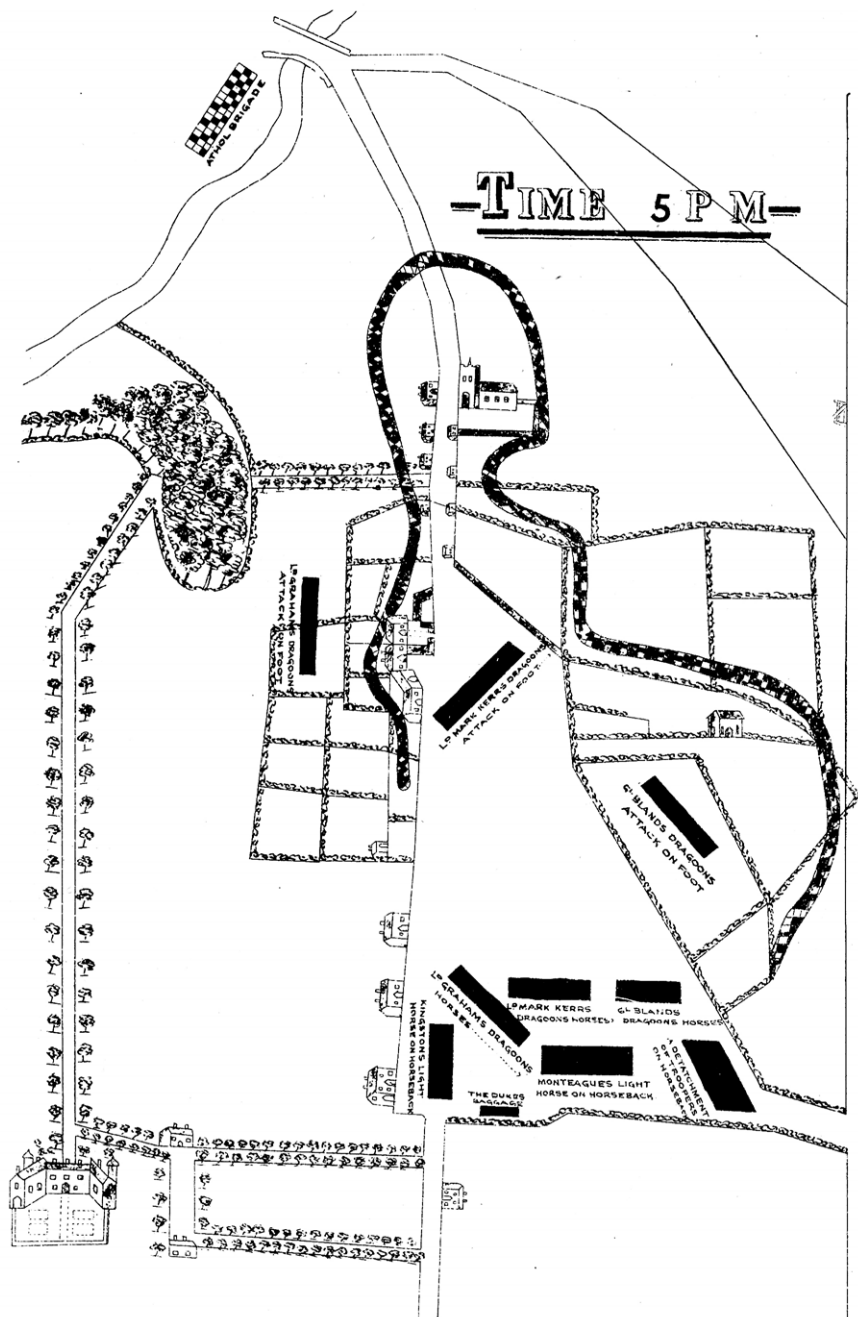 ATHOL BRIGADE
-TIME 5 PM-
LD GRAHAMS DRAGOONS
ATTACK ON FOOT
LD MARK KERRS DRAGOONS
ATTACK ON FOOT
GL BLANDS DRAGOONS
ATTACK ON FOOT
LD GRAHAMS DRAGOONS
HORSES
LD MARK KERRS
DRAGOONS HORSES
GL BLANDS
DRAGOONS HORSES
KINGSTONS LIGHT
HORSE ON HORSEBACK
MONTEAGUES LIGHT
HORSE ON HORSEBACK
A DETATCHMENT
OF TROOPERS
ON HORSEBACK
THE DUKES
BAGGAGE